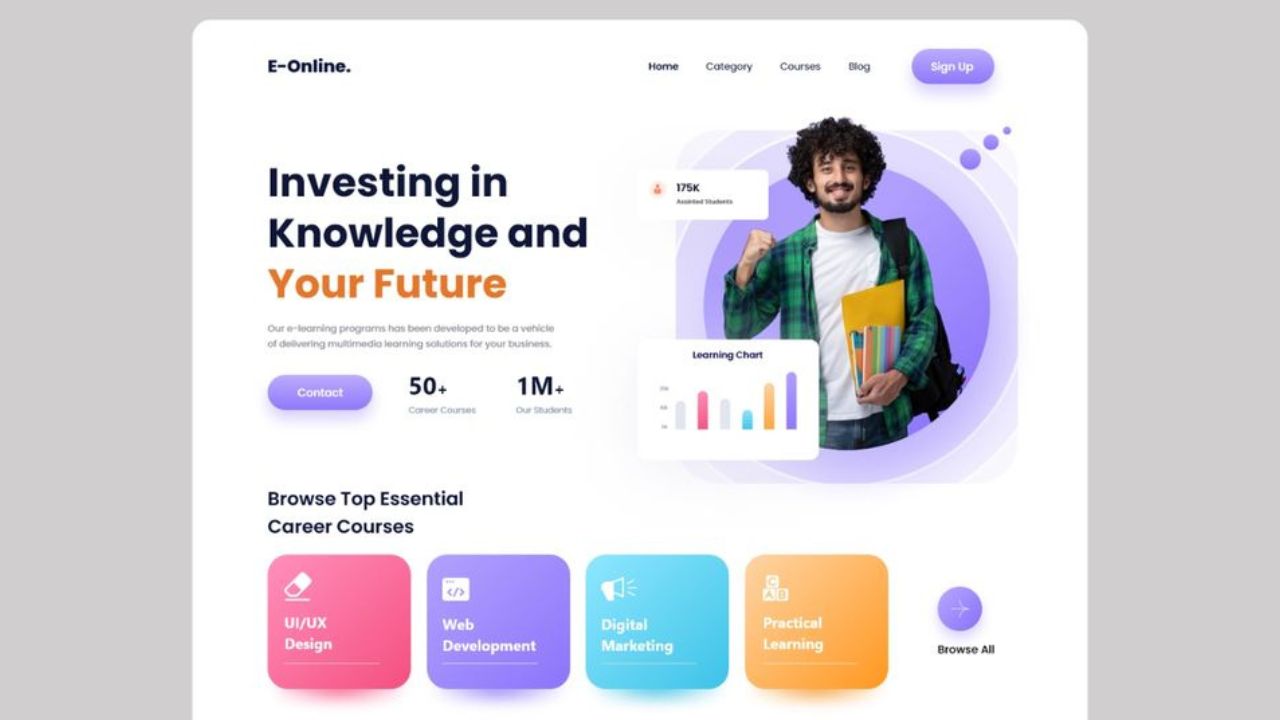 E-Online.
Home Category Courses Blog Sign Up
Investing in
Knowledge and
Your Future
Our e-learning programs has been developed to be a vehicle
of delivering multimedia learning solutions for your business.
Contact
50+
Career Courses
1M+
Our Students
175K
Assisted Students
Learning Chart
Browse Top Essential
Career Courses
UI/UX
Design
</>
Web
Development
Digital
Marketing
C
A B
Practical
Learning
Browse All